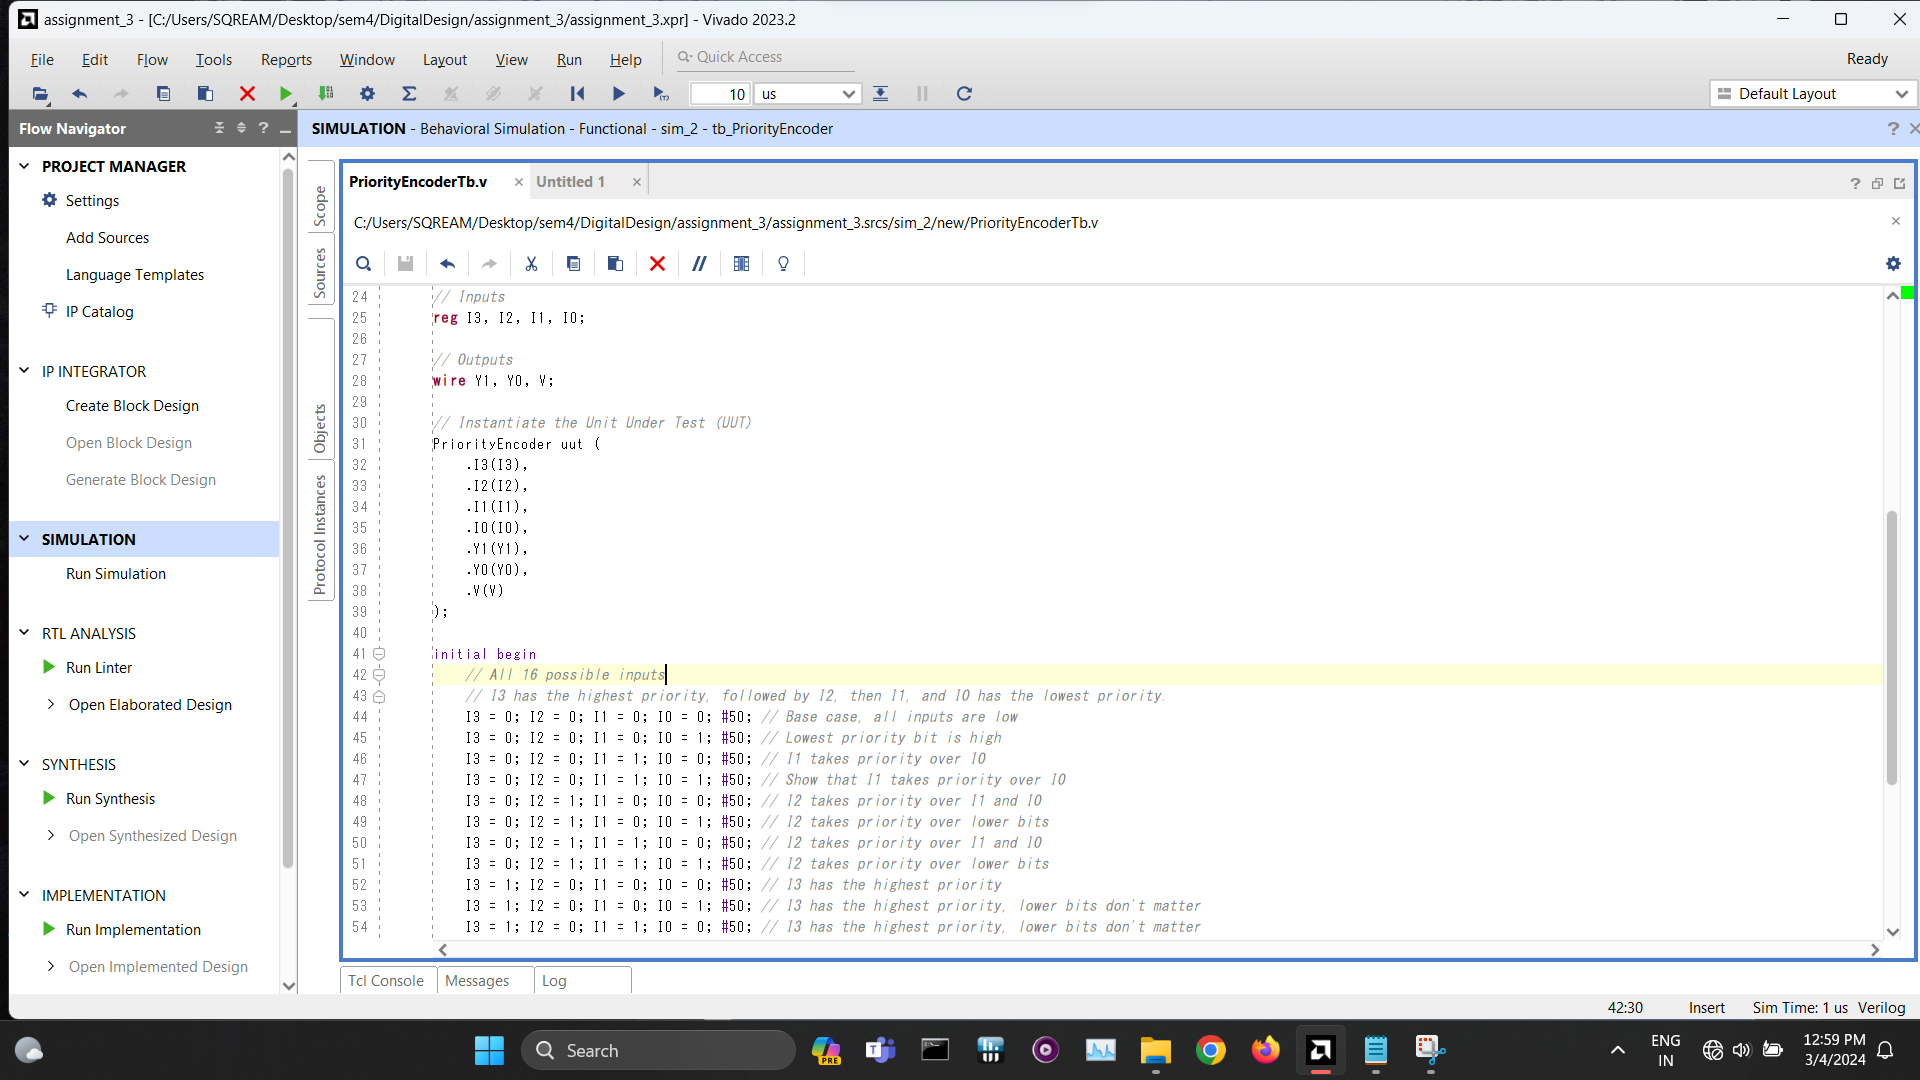 assignment_3 - [C:/Users/SQREAM/Desktop/sem4/DigitalDesign/assignment_3/assignment_3.xpr] - Vivado 2023.2
File Edit Flow Tools Reports Window Layout View Run Help Quick Access Ready
10 us Default Layout
Flow Navigator
SIMULATION - Behavioral Simulation - Functional - sim_2 - tb_PriorityEncoder
PROJECT MANAGER
Settings
Add Sources
Language Templates
IP Catalog
IP INTEGRATOR
Create Block Design
Open Block Design
Generate Block Design
SIMULATION
Run Simulation
RTL ANALYSIS
Run Linter
Open Elaborated Design
SYNTHESIS
Run Synthesis
Open Synthesized Design
IMPLEMENTATION
Run Implementation
Open Implemented Design
Scope
Sources
Objects
Protocol Instances
PriorityEncoderTb.v Untitled 1
C:/Users/SQREAM/Desktop/sem4/DigitalDesign/assignment_3/assignment_3.srcs/sim_2/new/PriorityEncoderTb.v
24 // Inputs
25 reg I3, I2, I1, I0;
26
27 // Outputs
28 wire Y1, Y0, V;
29
30 // Instantiate the Unit Under Test (UUT)
31 PriorityEncoder uut (
32 .I3(I3),
33 .I2(I2),
34 .I1(I1),
35 .I0(I0),
36 .Y1(Y1),
37 .Y0(Y0),
38 .V(V)
39 );
40
41 initial begin
42 // All 16 possible inputs
43 // I3 has the highest priority, followed by I2, then I1, and I0 has the lowest priority.
44 I3 = 0; I2 = 0; I1 = 0; I0 = 0; #50; // Base case, all inputs are low
45 I3 = 0; I2 = 0; I1 = 0; I0 = 1; #50; // Lowest priority bit is high
46 I3 = 0; I2 = 0; I1 = 1; I0 = 0; #50; // I1 takes priority over I0
47 I3 = 0; I2 = 0; I1 = 1; I0 = 1; #50; // Show that I1 takes priority over I0
48 I3 = 0; I2 = 1; I1 = 0; I0 = 0; #50; // I2 takes priority over I1 and I0
49 I3 = 0; I2 = 1; I1 = 0; I0 = 1; #50; // I2 takes priority over lower bits
50 I3 = 0; I2 = 1; I1 = 1; I0 = 0; #50; // I2 takes priority over I1 and I0
51 I3 = 0; I2 = 1; I1 = 1; I0 = 1; #50; // I2 takes priority over lower bits
52 I3 = 1; I2 = 0; I1 = 0; I0 = 0; #50; // I3 has the highest priority
53 I3 = 1; I2 = 0; I1 = 0; I0 = 1; #50; // I3 has the highest priority, lower bits don't matter
54 I3 = 1; I2 = 0; I1 = 1; I0 = 0; #50; // I3 has the highest priority, lower bits don't matter
Tcl Console Messages Log
42:30 Insert Sim Time: 1 us Verilog
Search
PRE
ENG
IN
12:59 PM
3/4/2024